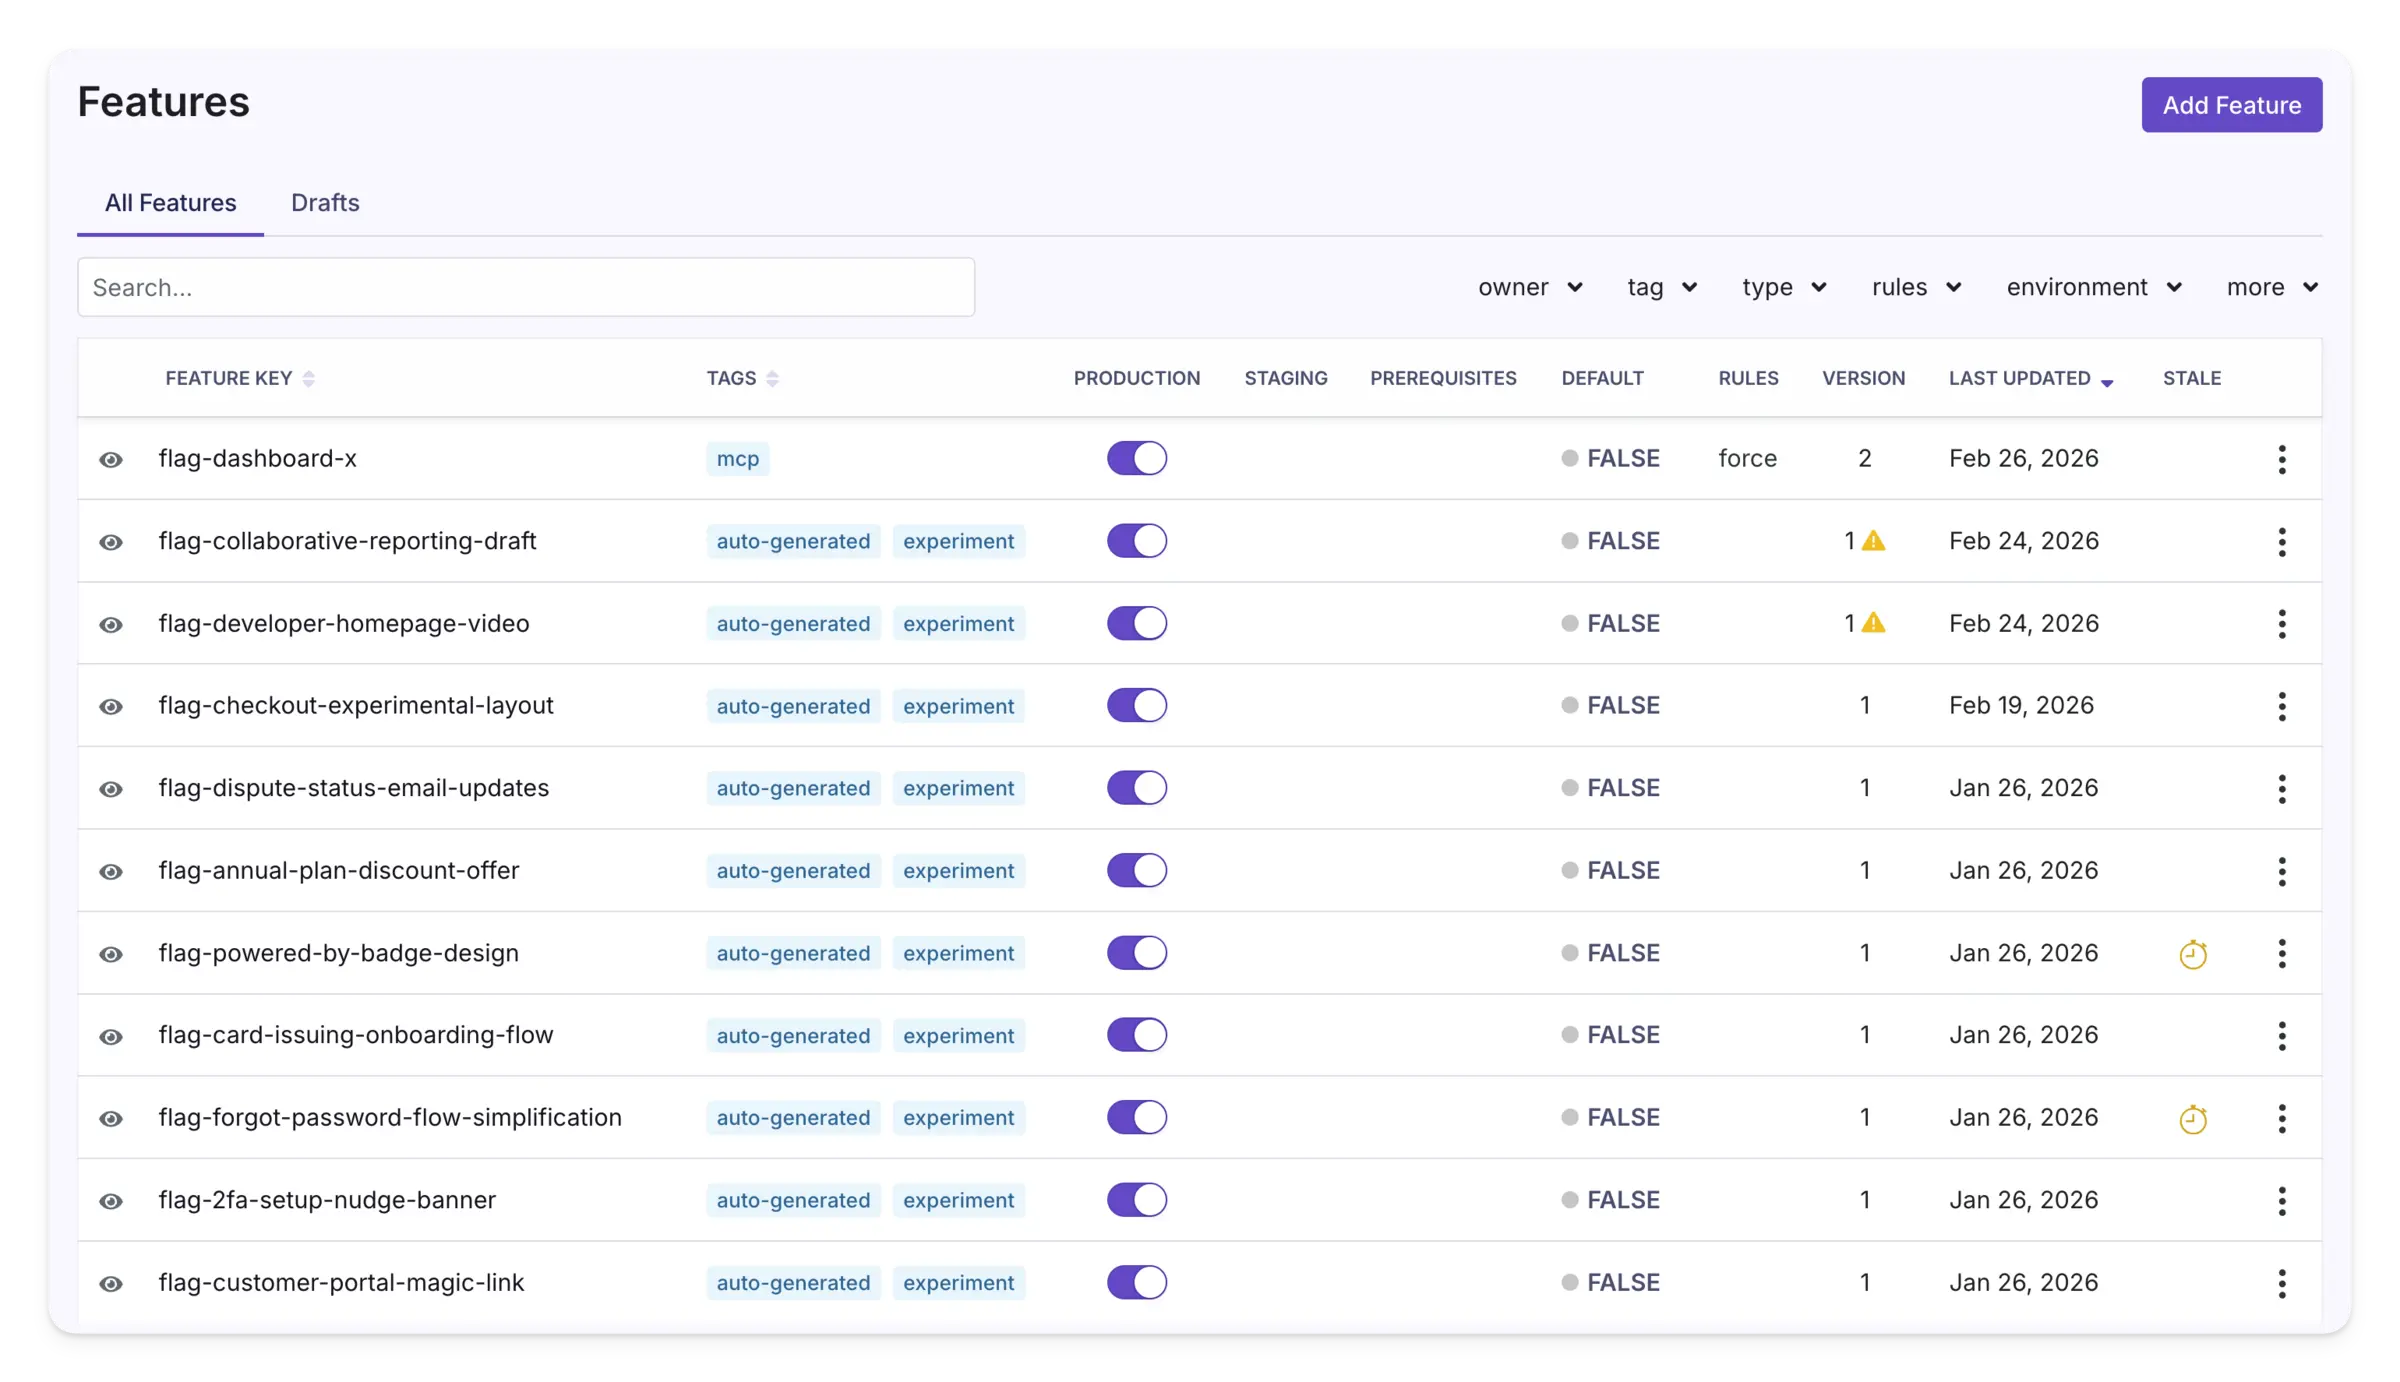 Features
Add Feature
All Features Drafts
Search... owner tag type rules environment more
FEATURE KEY TAGS PRODUCTION STAGING PREREQUISITES DEFAULT RULES VERSION LAST UPDATED STALE
flag-dashboard-x mcp FALSE force 2 Feb 26, 2026
flag-collaborative-reporting-draft auto-generated experiment FALSE 1 Feb 24, 2026
flag-developer-homepage-video auto-generated experiment FALSE 1 Feb 24, 2026
flag-checkout-experimental-layout auto-generated experiment FALSE 1 Feb 19, 2026
flag-dispute-status-email-updates auto-generated experiment FALSE 1 Jan 26, 2026
flag-annual-plan-discount-offer auto-generated experiment FALSE 1 Jan 26, 2026
flag-powered-by-badge-design auto-generated experiment FALSE 1 Jan 26, 2026
flag-card-issuing-onboarding-flow auto-generated experiment FALSE 1 Jan 26, 2026
flag-forgot-password-flow-simplification auto-generated experiment FALSE 1 Jan 26, 2026
flag-2fa-setup-nudge-banner auto-generated experiment FALSE 1 Jan 26, 2026
flag-customer-portal-magic-link auto-generated experiment FALSE 1 Jan 26, 2026